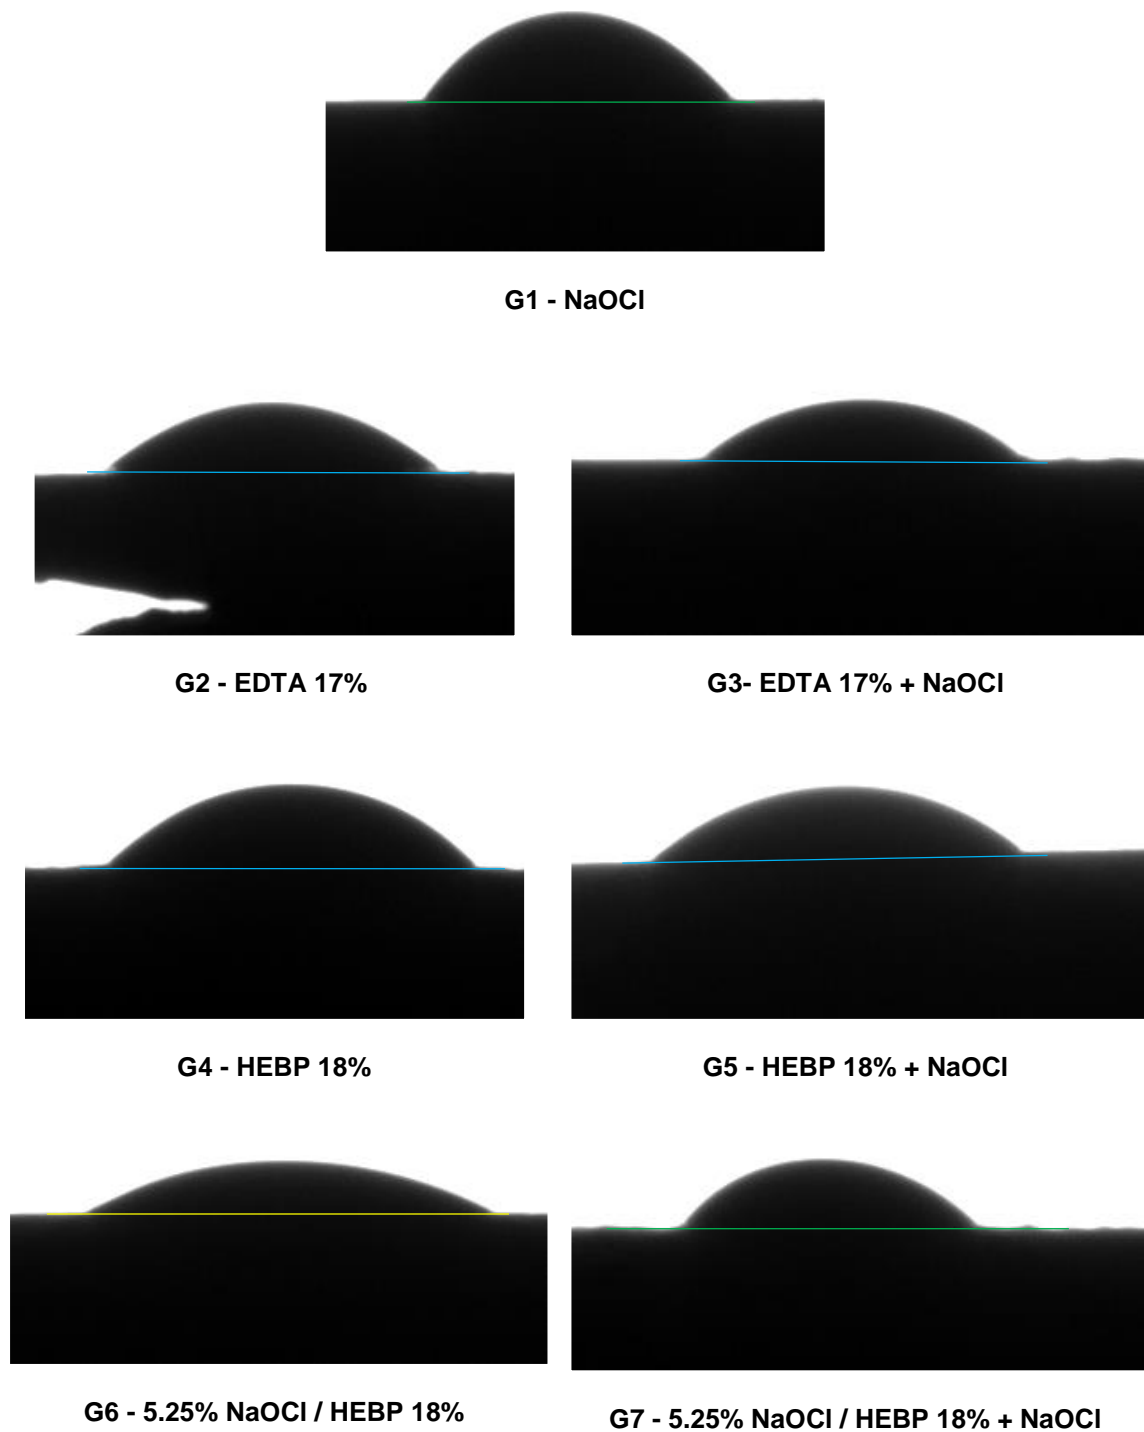 G1 - NaOCl
G2 - EDTA 17%
G3- EDTA 17% + NaOCl
G4 - HEBP 18%
G5 - HEBP 18% + NaOCl
G6 - 5.25% NaOCl / HEBP 18%
G7 - 5.25% NaOCl / HEBP 18% + NaOCl